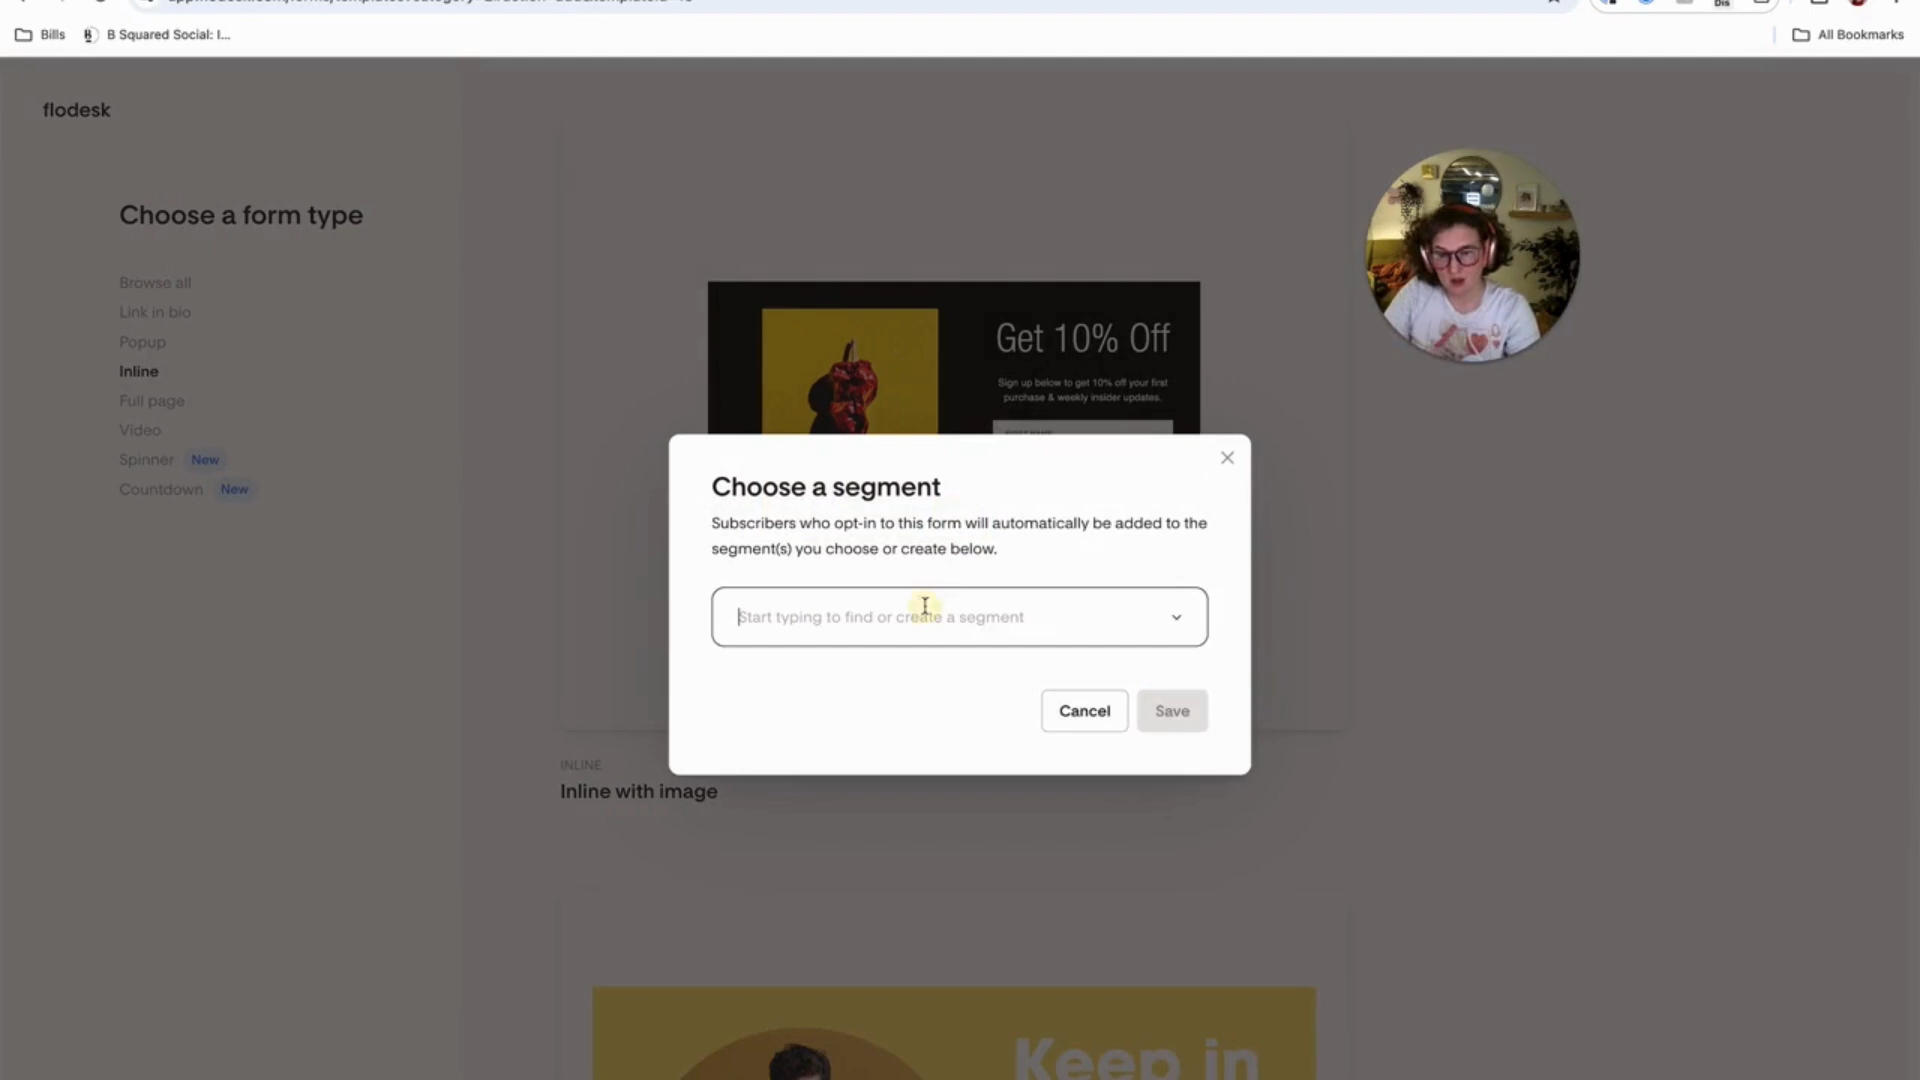 Bills
B Squared Social: I...
All Bookmarks
flodesk
Choose a form type
Browse all
Link in bio
Popup
Inline
Full page
Video
Spinner New
Countdown New
Get 10% Off
Sign up below to get 10% off your first
purchase & weekly insider updates.
Choose a segment
Subscribers who opt-in to this form will automatically be added to the
segment(s) you choose or create below.
Start typing to find or create a segment
Cancel
Save
INLINE
Inline with image
Keep in